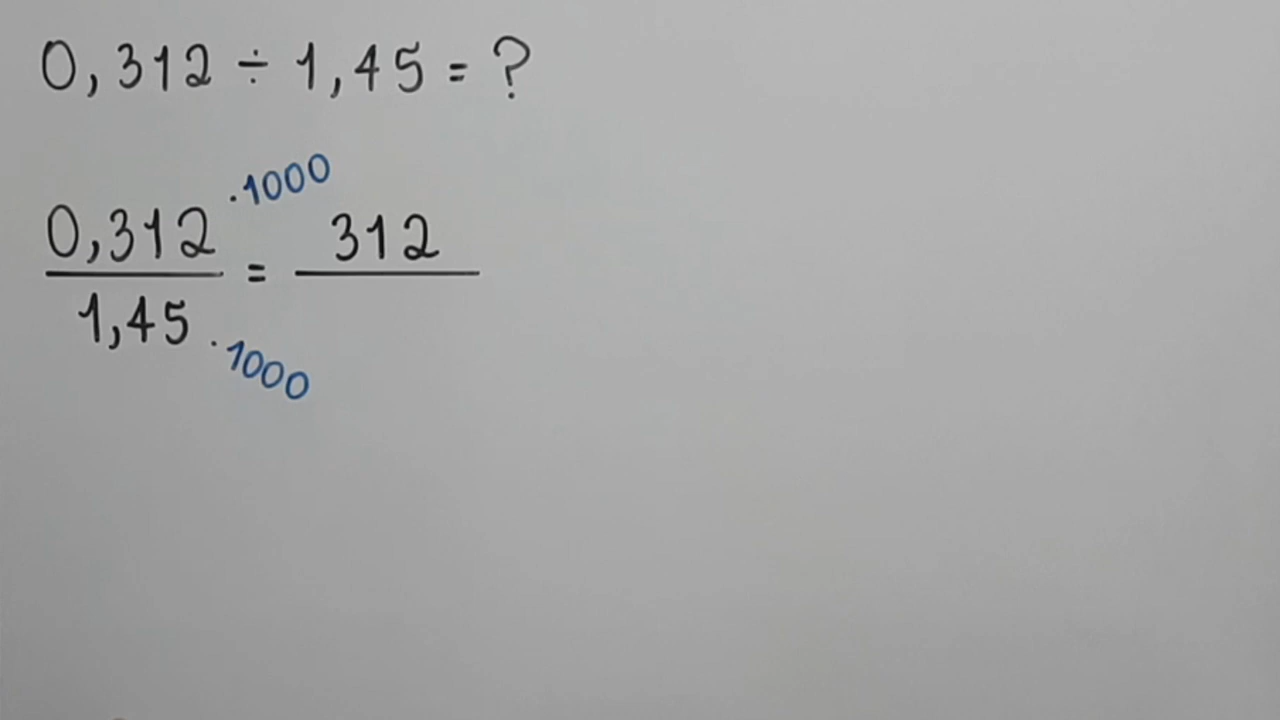 0,312 ÷ 1,45 = ?
·1000
0,312 = 312
1,45
·1000